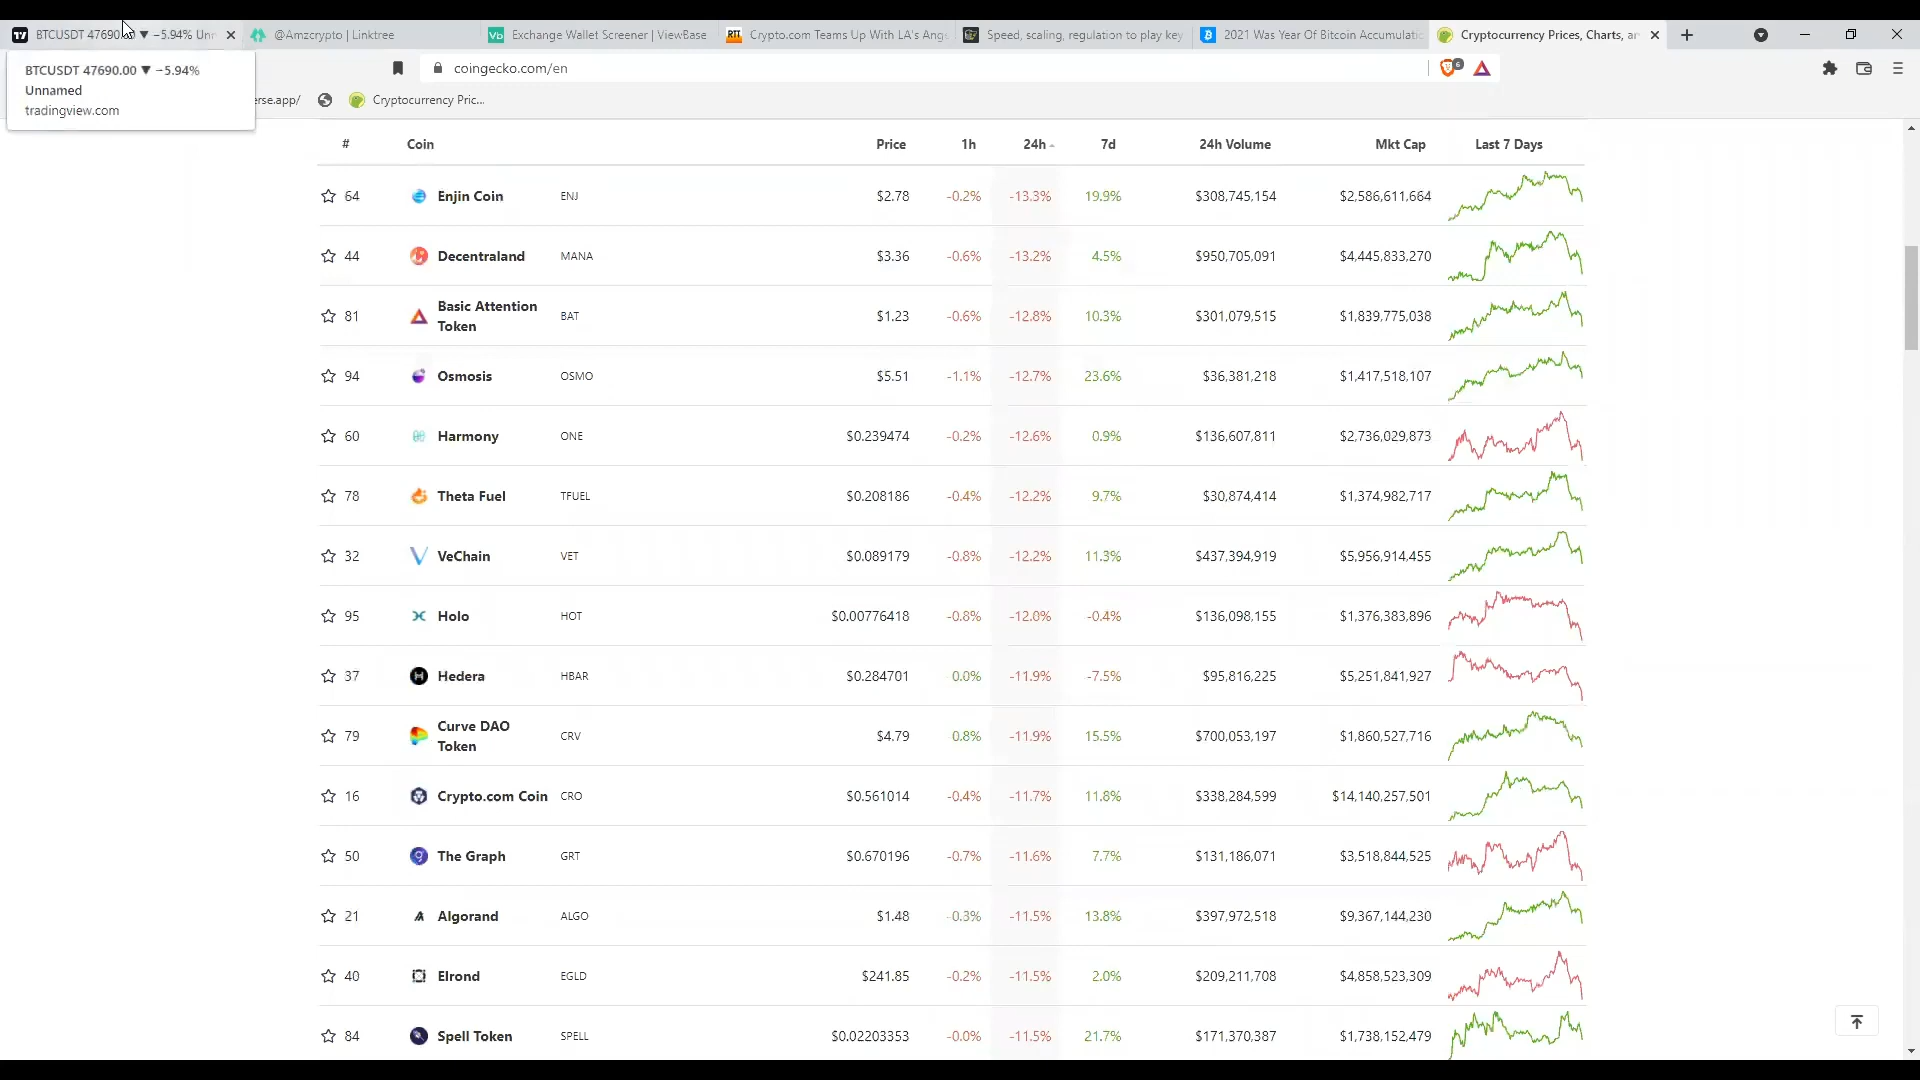 BTCUSDT 47690.00 ▼ −5.94% Unn
@Amzcrypto | Linktree
Exchange Wallet Screener | ViewBase
Crypto.com Teams Up With LA's Ang
Speed, scaling, regulation to play key
2021 Was Year Of Bitcoin Accumulatic
Cryptocurrency Prices, Charts, an
BTCUSDT 47690.00 ▼ −5.94%
Unnamed
tradingview.com
coingecko.com/en
6
erse.app/
Cryptocurrency Pric...
# Coin Price 1h 24h 7d 24h Volume Mkt Cap Last 7 Days
64 Enjin Coin ENJ $2.78 -0.2% -13.3% 19.9% $308,745,154 $2,586,611,664
44 Decentraland MANA $3.36 -0.6% -13.2% 4.5% $950,705,091 $4,445,833,270
81 Basic Attention Token BAT $1.23 -0.6% -12.8% 10.3% $301,079,515 $1,839,775,038
94 Osmosis OSMO $5.51 -1.1% -12.7% 23.6% $36,381,218 $1,417,518,107
60 Harmony ONE $0.239474 -0.2% -12.6% 0.9% $136,607,811 $2,736,029,873
78 Theta Fuel TFUEL $0.208186 -0.4% -12.2% 9.7% $30,874,414 $1,374,982,717
32 VeChain VET $0.089179 -0.8% -12.2% 11.3% $437,394,919 $5,956,914,455
95 Holo HOT $0.00776418 -0.8% -12.0% -0.4% $136,098,155 $1,376,383,896
37 Hedera HBAR $0.284701 0.0% -11.9% -7.5% $95,816,225 $5,251,841,927
79 Curve DAO Token CRV $4.79 0.8% -11.9% 15.5% $700,053,197 $1,860,527,716
16 Crypto.com Coin CRO $0.561014 -0.4% -11.7% 11.8% $338,284,599 $14,140,257,501
50 The Graph GRT $0.670196 -0.7% -11.6% 7.7% $131,186,071 $3,518,844,525
21 Algorand ALGO $1.48 -0.3% -11.5% 13.8% $397,972,518 $9,367,144,230
40 Elrond EGLD $241.85 -0.2% -11.5% 2.0% $209,211,708 $4,858,523,309
84 Spell Token SPELL $0.02203353 -0.0% -11.5% 21.7% $171,370,387 $1,738,152,479